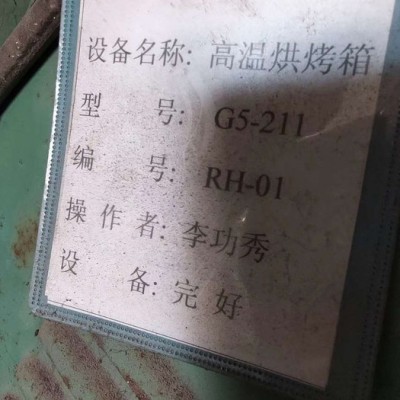 设备名称: 高温烘烤箱
型 号: G5-211
编 号: RH-01
操 作 者: 李功秀
设 备: 完 好